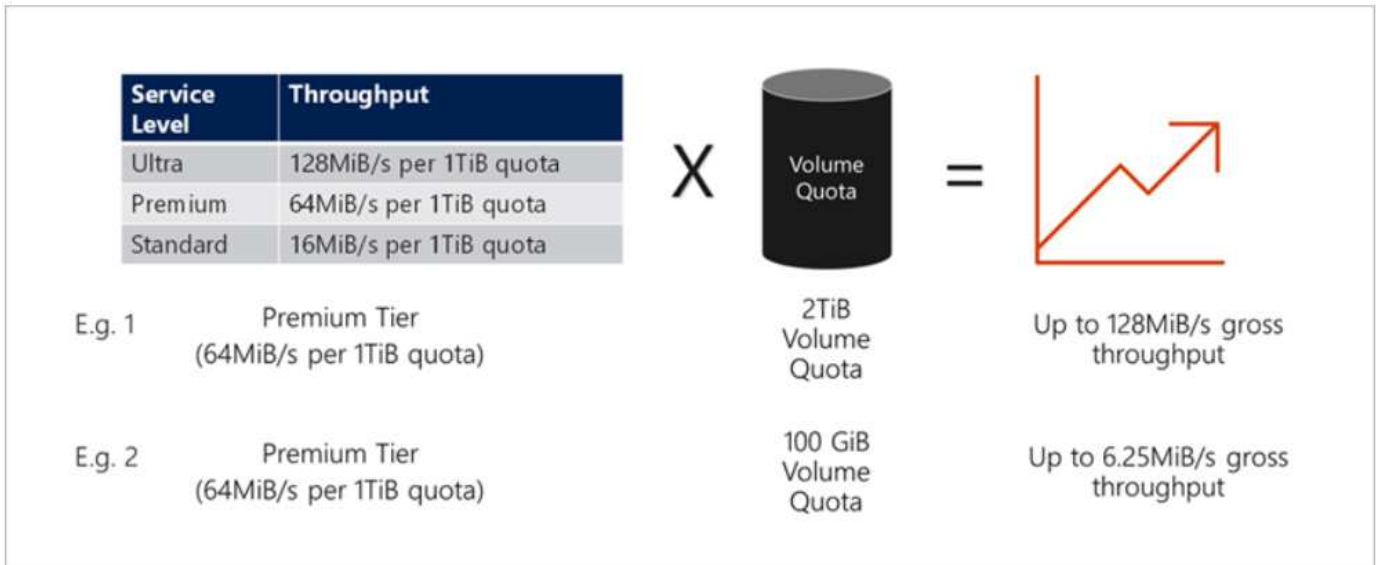 Service Level
Throughput
Ultra
128MiB/s per 1TiB quota
Premium
64MiB/s per 1TiB quota
Standard
16MiB/s per 1TiB quota
X
Volume
Quota
=
E.g. 1
Premium Tier
(64MiB/s per 1TiB quota)
2TiB
Volume
Quota
Up to 128MiB/s gross
throughput
E.g. 2
Premium Tier
(64MiB/s per 1TiB quota)
100 GiB
Volume
Quota
Up to 6.25MiB/s gross
throughput